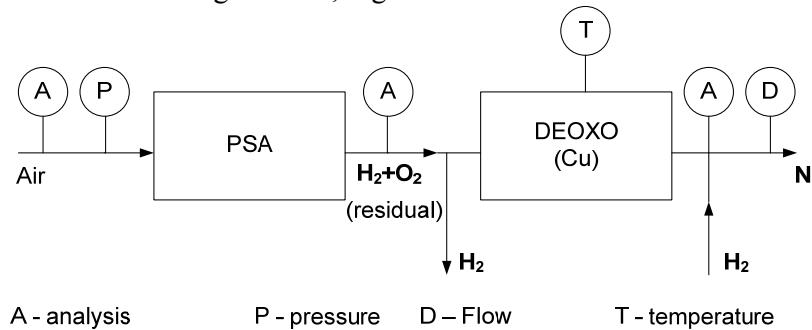 A P A T A D
PSA
DEOXO
(Cu)
Air
H₂+O₂
(residual)
N
H₂
H₂
A - analysis P - pressure D – Flow T - temperature